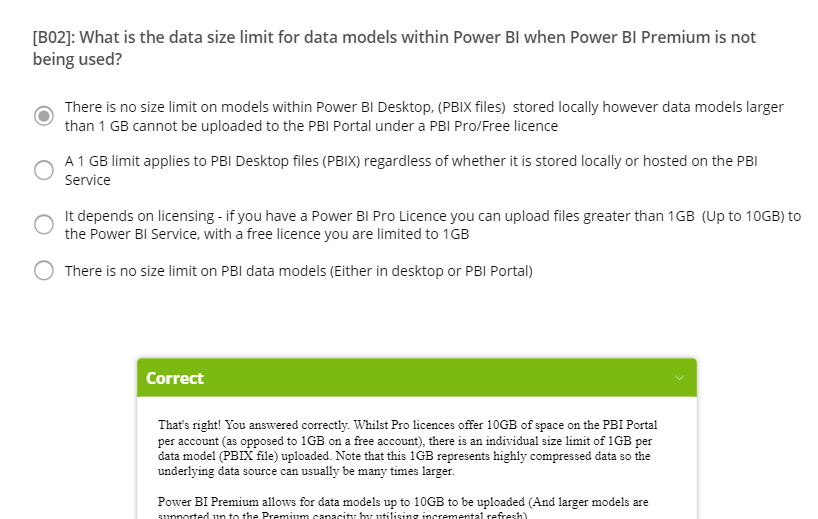 [B02]: What is the data size limit for data models within Power BI when Power BI Premium is not
being used?
There is no size limit on models within Power BI Desktop, (PBIX files)  stored locally however data models larger
than 1 GB cannot be uploaded to the PBI Portal under a PBI Pro/Free licence
A 1 GB limit applies to PBI Desktop files (PBIX) regardless of whether it is stored locally or hosted on the PBI
Service
It depends on licensing - if you have a Power BI Pro Licence you can upload files greater than 1GB  (Up to 10GB) to
the Power BI Service, with a free licence you are limited to 1GB
There is no size limit on PBI data models (Either in desktop or PBI Portal)
Correct
That's right! You answered correctly. Whilst Pro licences offer 10GB of space on the PBI Portal
per account (as opposed to 1GB on a free account), there is an individual size limit of 1GB per
data model (PBIX file) uploaded. Note that this 1GB represents highly compressed data so the
underlying data source can usually be many times larger.
Power BI Premium allows for data models up to 10GB to be uploaded (And larger models are
supported up to the Premium capacity by utilising incremental refresh)